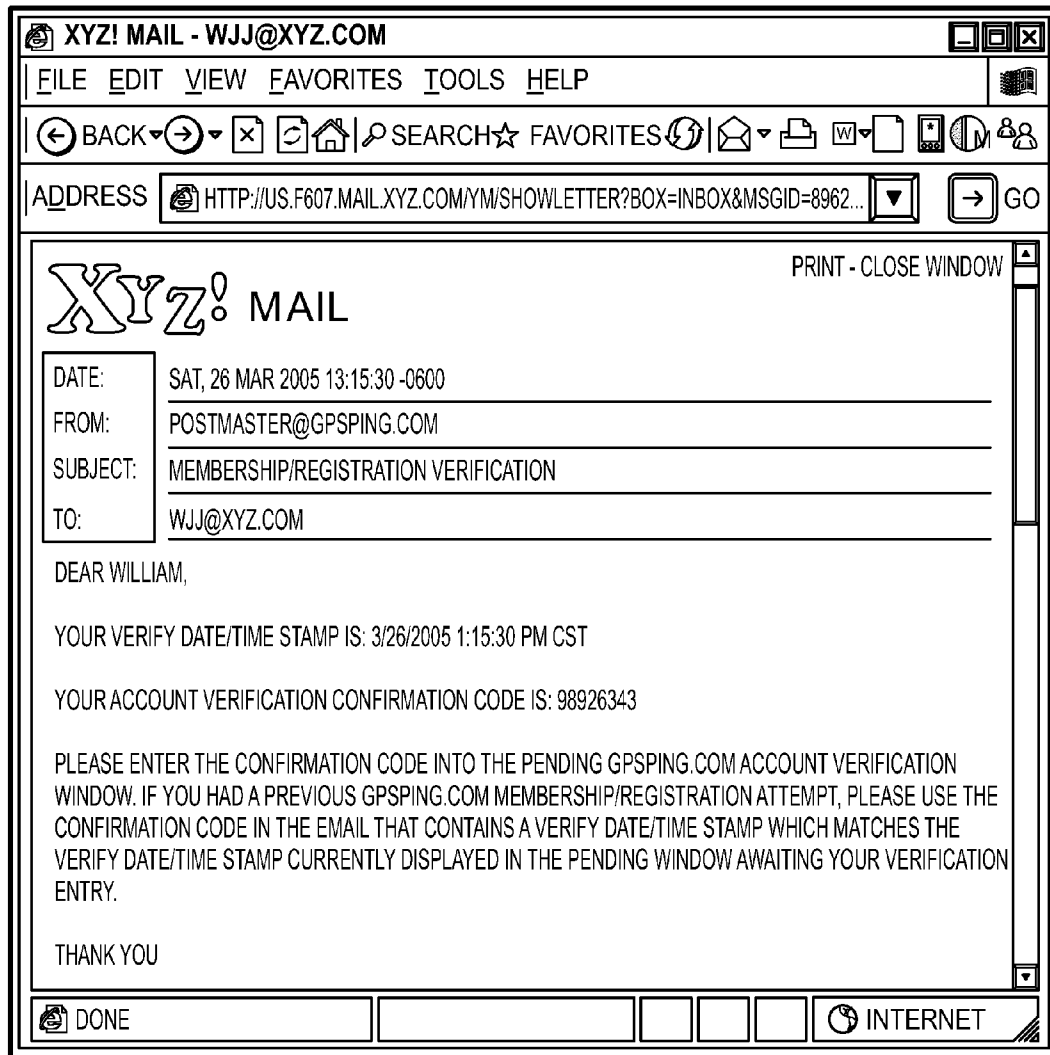 XYZ! MAIL - WJJ@XYZ.COM
FILE EDIT VIEW FAVORITES TOOLS HELP
BACK SEARCH FAVORITES W M
ADDRESS HTTP://US.F607.MAIL.XYZ.COM/YM/SHOWLETTER?BOX=INBOX&MSGID=8962... GO
PRINT - CLOSE WINDOW
XYZ! MAIL
DATE: SAT, 26 MAR 2005 13:15:30 -0600
FROM: POSTMASTER@GPSPING.COM
SUBJECT: MEMBERSHIP/REGISTRATION VERIFICATION
TO: WJJ@XYZ.COM
DEAR WILLIAM,
YOUR VERIFY DATE/TIME STAMP IS: 3/26/2005 1:15:30 PM CST
YOUR ACCOUNT VERIFICATION CONFIRMATION CODE IS: 98926343
PLEASE ENTER THE CONFIRMATION CODE INTO THE PENDING GPSPING.COM ACCOUNT VERIFICATION
WINDOW. IF YOU HAD A PREVIOUS GPSPING.COM MEMBERSHIP/REGISTRATION ATTEMPT, PLEASE USE THE
CONFIRMATION CODE IN THE EMAIL THAT CONTAINS A VERIFY DATE/TIME STAMP WHICH MATCHES THE
VERIFY DATE/TIME STAMP CURRENTLY DISPLAYED IN THE PENDING WINDOW AWAITING YOUR VERIFICATION
ENTRY.
THANK YOU
DONE INTERNET